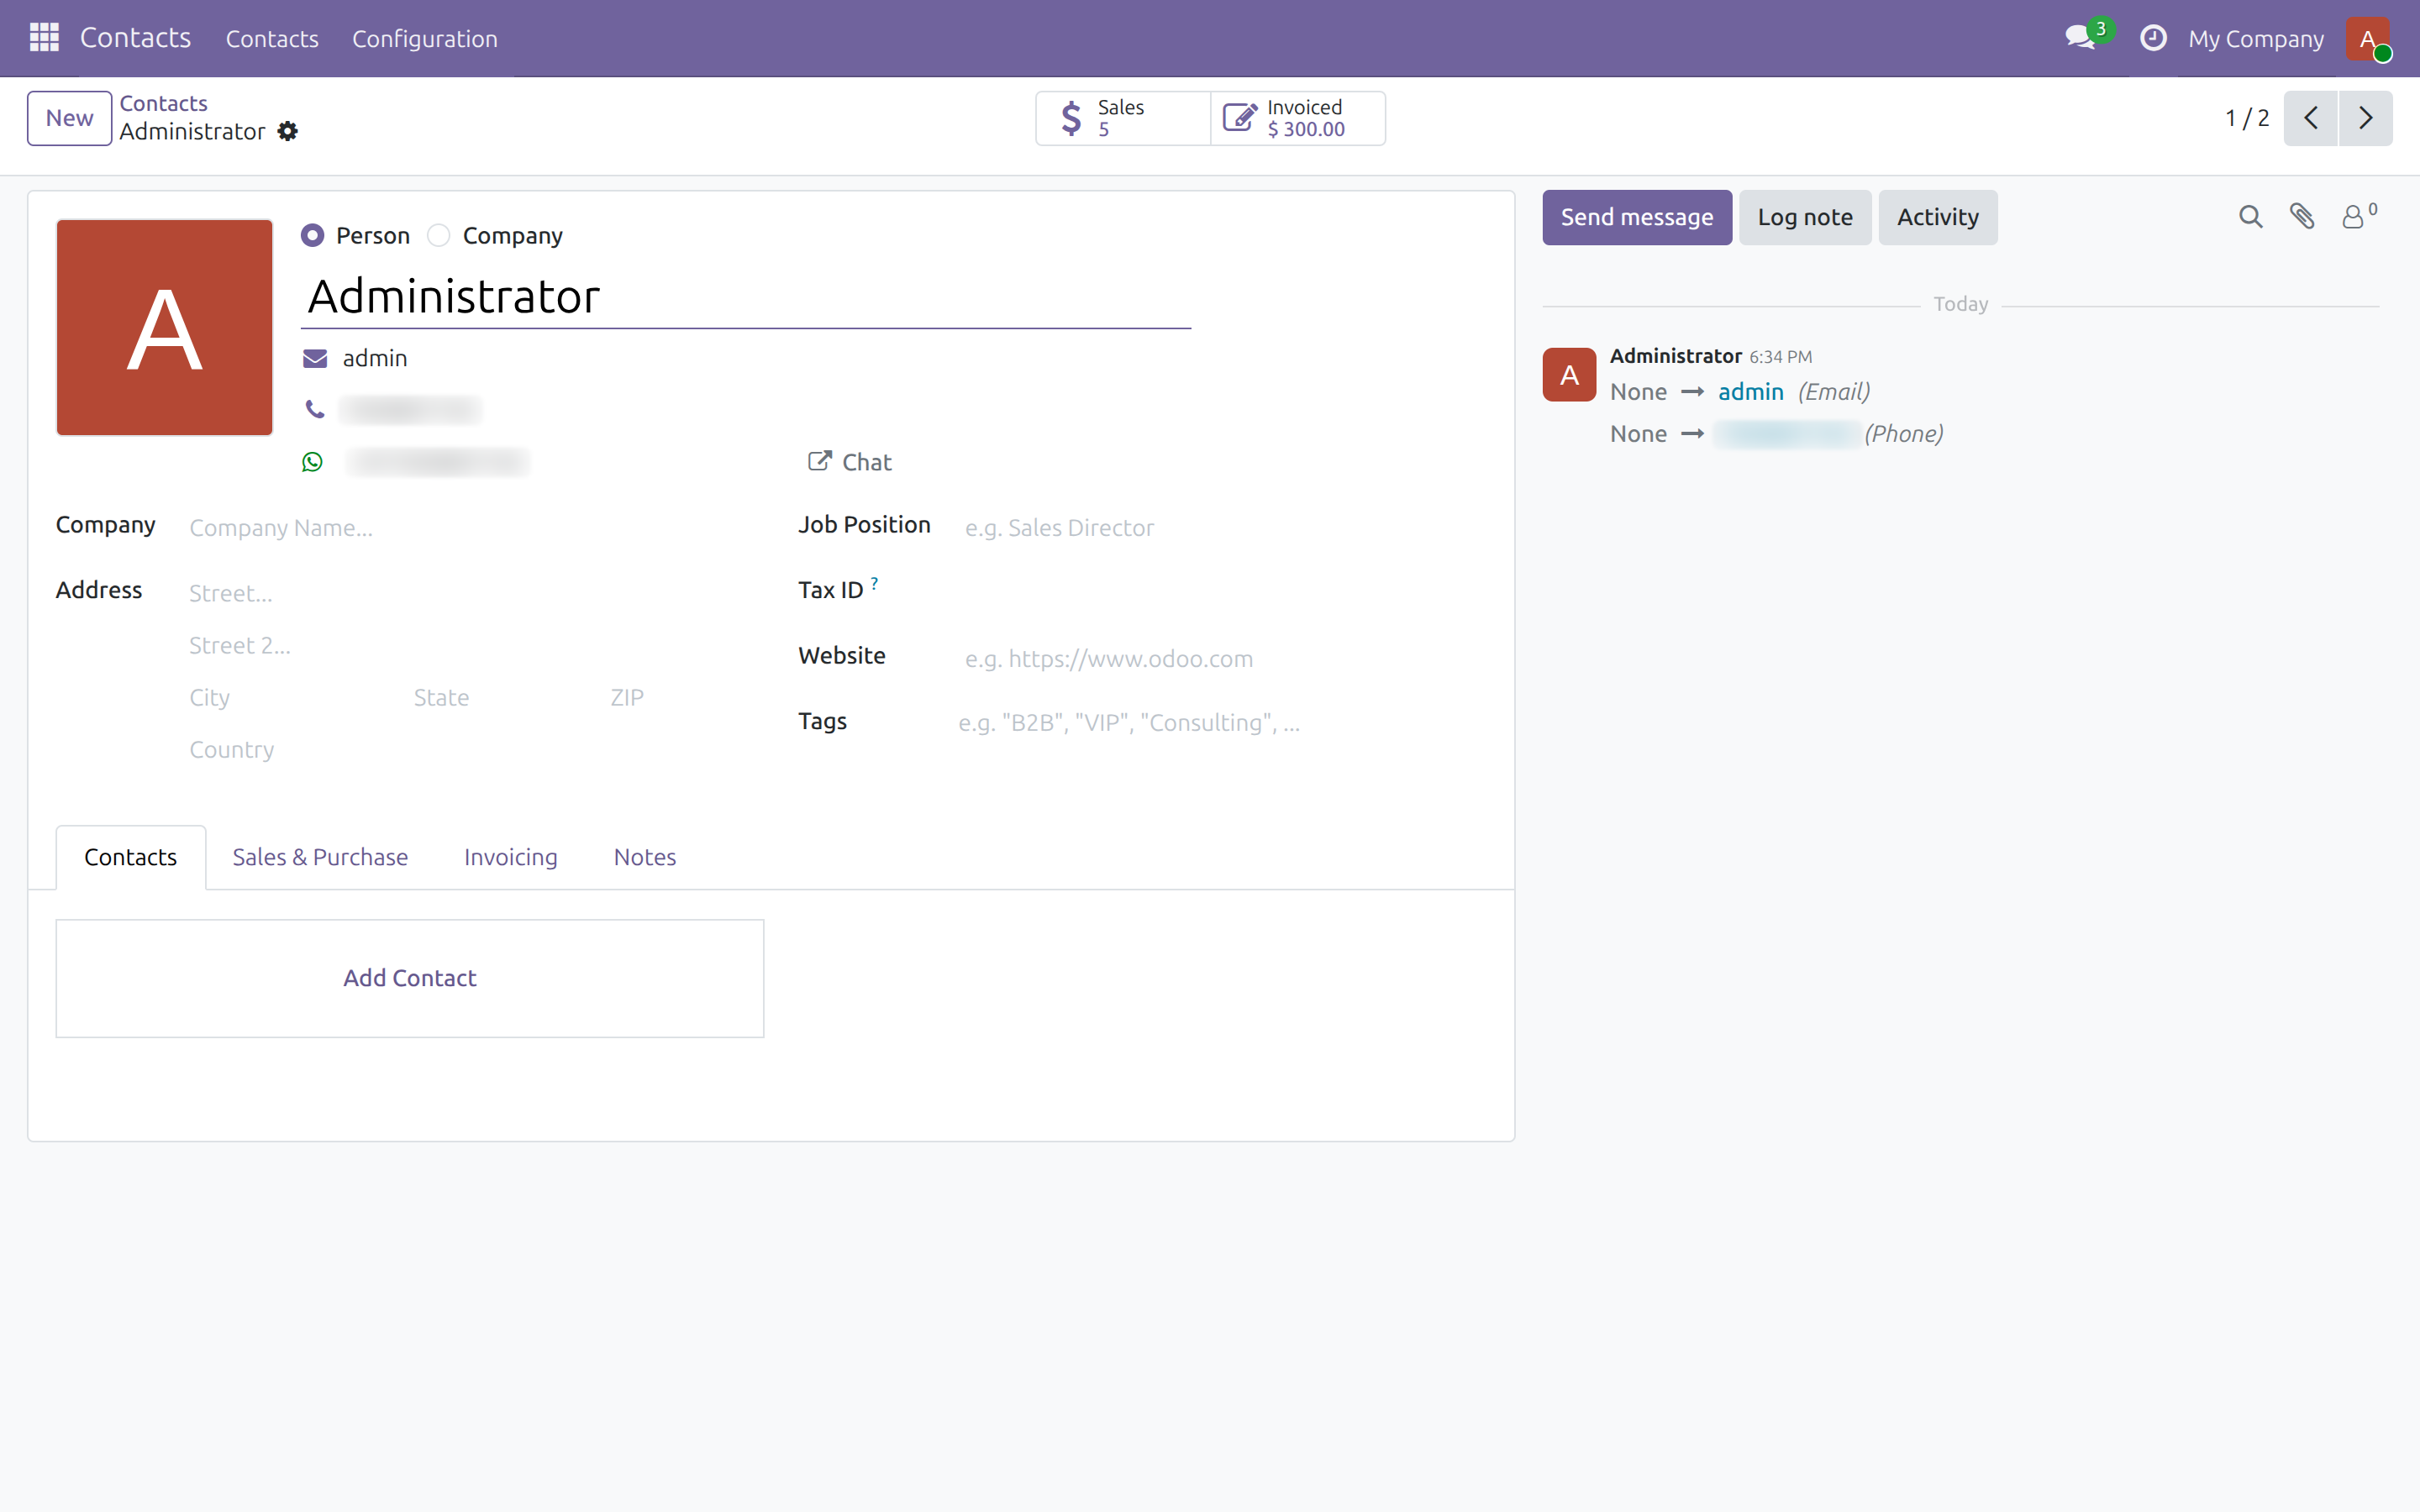 Contacts Contacts Configuration 3 My Company A
New Contacts
Administrator
Sales
5
Invoiced
$ 300.00
1 / 2
A
Person Company
Administrator
admin
Chat
Company Company Name...
Job Position e.g. Sales Director
Address Street...
Tax ID ?
Street 2...
Website e.g. https://www.odoo.com
City State ZIP
Tags e.g. "B2B", "VIP", "Consulting", ...
Country
Contacts Sales & Purchase Invoicing Notes
Add Contact
Send message Log note Activity 0
Today
A
Administrator 6:34 PM
None → admin (Email)
None → (Phone)